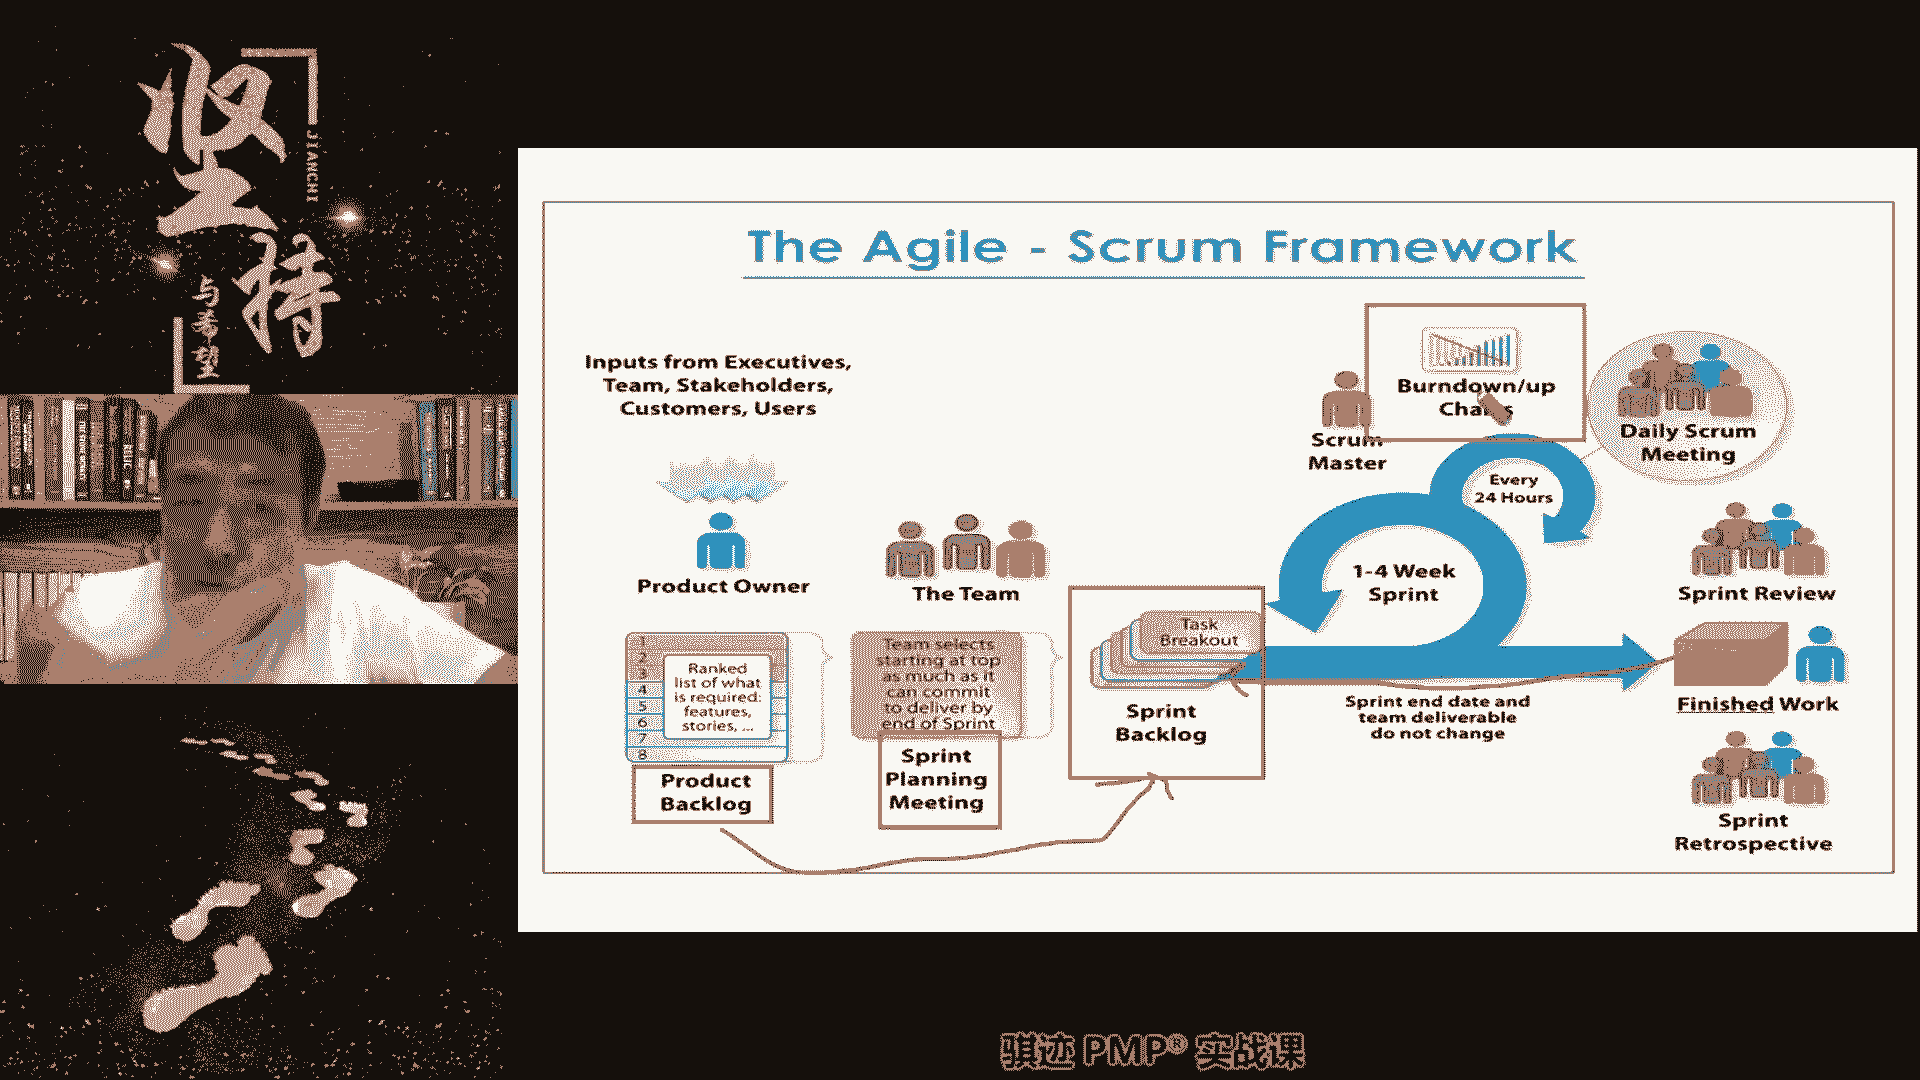 坚持
JIANCHI
与希望
The Agile - Scrum Framework
Inputs from Executives,
Team, Stakeholders,
Customers, Users
Product Owner
The Team
1
2
3
4
5
6
7
8
Ranked
list of what
is required:
features,
stories, ...
Product
Backlog
Team selects
starting at top
as much as it
can commit
to deliver by
end of Sprint
Sprint
Planning
Meeting
Task
Breakout
Sprint
Backlog
Scrum
Master
Burndown/up
Charts
Every
24 Hours
1-4 Week
Sprint
Sprint end date and
team deliverable
do not change
Daily Scrum
Meeting
Sprint Review
Finished Work
Sprint
Retrospective
骐迹 PMP® 实战课